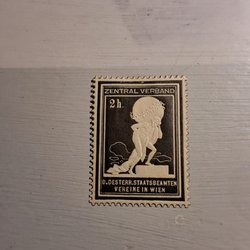 ZENTRAL VERBAND
2 h.
D. OESTERR. STAATSBEAMTEN
VEREINE IN WIEN